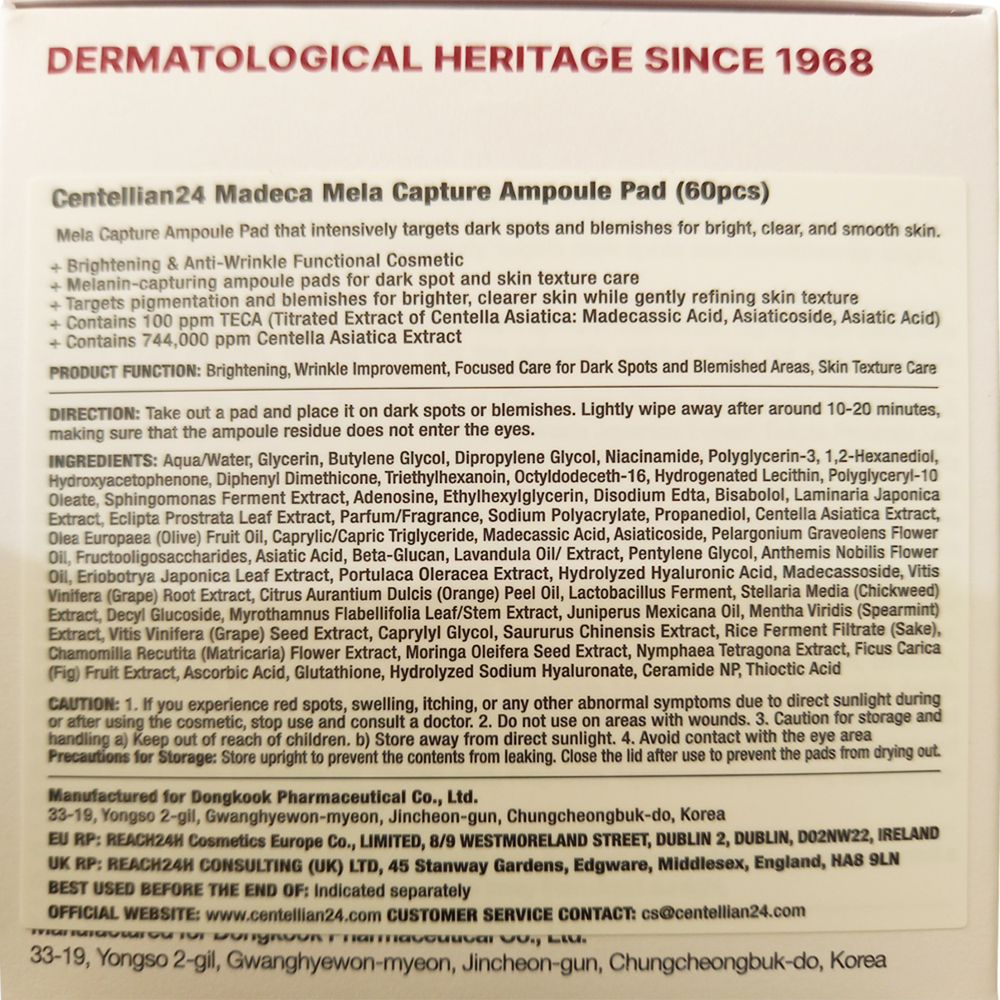 DERMATOLOGICAL HERITAGE SINCE 1968
Centellian24 Madeca Mela Capture Ampoule Pad (60pcs)
Mela Capture Ampoule Pad that intensively targets dark spots and blemishes for bright, clear, and smooth skin.
+ Brightening & Anti-Wrinkle Functional Cosmetic
+ Melanin-capturing ampoule pads for dark spot and skin texture care
+ Targets pigmentation and blemishes for brighter, clearer skin while gently refining skin texture
+ Contains 100 ppm TECA (Titrated Extract of Centella Asiatica: Madecassic Acid, Asiaticoside, Asiatic Acid)
+ Contains 744,000 ppm Centella Asiatica Extract
PRODUCT FUNCTION: Brightening, Wrinkle Improvement, Focused Care for Dark Spots and Blemished Areas, Skin Texture Care
DIRECTION: Take out a pad and place it on dark spots or blemishes. Lightly wipe away after around 10-20 minutes,
making sure that the ampoule residue does not enter the eyes.
INGREDIENTS: Aqua/Water, Glycerin, Butylene Glycol, Dipropylene Glycol, Niacinamide, Polyglycerin-3, 1,2-Hexanediol,
Hydroxyacetophenone, Diphenyl Dimethicone, Triethylhexanoin, Octyldodeceth-16, Hydrogenated Lecithin, Polyglyceryl-10
Oleate, Sphingomonas Ferment Extract, Adenosine, Ethylhexylglycerin, Disodium Edta, Bisabolol, Laminaria Japonica
Extract, Eclipta Prostrata Leaf Extract, Parfum/Fragrance, Sodium Polyacrylate, Propanediol, Centella Asiatica Extract,
Olea Europaea (Olive) Fruit Oil, Caprylic/Capric Triglyceride, Madecassic Acid, Asiaticoside, Pelargonium Graveolens Flower
Oil, Fructooligosaccharides, Asiatic Acid, Beta-Glucan, Lavandula Oil/ Extract, Pentylene Glycol, Anthemis Nobilis Flower
Oil, Eriobotrya Japonica Leaf Extract, Portulaca Oleracea Extract, Hydrolyzed Hyaluronic Acid, Madecassoside, Vitis
Vinifera (Grape) Root Extract, Citrus Aurantium Dulcis (Orange) Peel Oil, Lactobacillus Ferment, Stellaria Media (Chickweed)
Extract, Decyl Glucoside, Myrothamnus Flabellifolia Leaf/Stem Extract, Juniperus Mexicana Oil, Mentha Viridis (Spearmint)
Extract, Vitis Vinifera (Grape) Seed Extract, Caprylyl Glycol, Saururus Chinensis Extract, Rice Ferment Filtrate (Sake),
Chamomilla Recutita (Matricaria) Flower Extract, Moringa Oleifera Seed Extract, Nymphaea Tetragona Extract, Ficus Carica
(Fig) Fruit Extract, Ascorbic Acid, Glutathione, Hydrolyzed Sodium Hyaluronate, Ceramide NP, Thioctic Acid
CAUTION: 1. If you experience red spots, swelling, itching, or any other abnormal symptoms due to direct sunlight during
or after using the cosmetic, stop use and consult a doctor. 2. Do not use on areas with wounds. 3. Caution for storage and
handling a) Keep out of reach of children. b) Store away from direct sunlight. 4. Avoid contact with the eye area
Precautions for Storage: Store upright to prevent the contents from leaking. Close the lid after use to prevent the pads from drying out.
Manufactured for Dongkook Pharmaceutical Co., Ltd.
33-19, Yongso 2-gil, Gwanghyewon-myeon, Jincheon-gun, Chungcheongbuk-do, Korea
EU RP: REACH24H Cosmetics Europe Co., LIMITED, 8/9 WESTMORELAND STREET, DUBLIN 2, DUBLIN, D02NW22, IRELAND
UK RP: REACH24H CONSULTING (UK) LTD, 45 Stanway Gardens, Edgware, Middlesex, England, HA8 9LN
BEST USED BEFORE THE END OF: Indicated separately
OFFICIAL WEBSITE: www.centellian24.com CUSTOMER SERVICE CONTACT: cs@centellian24.com
Manufactured for Dongkook Pharmaceutical Co., Ltd.
33-19, Yongso 2-gil, Gwanghyewon-myeon, Jincheon-gun, Chungcheongbuk-do, Korea